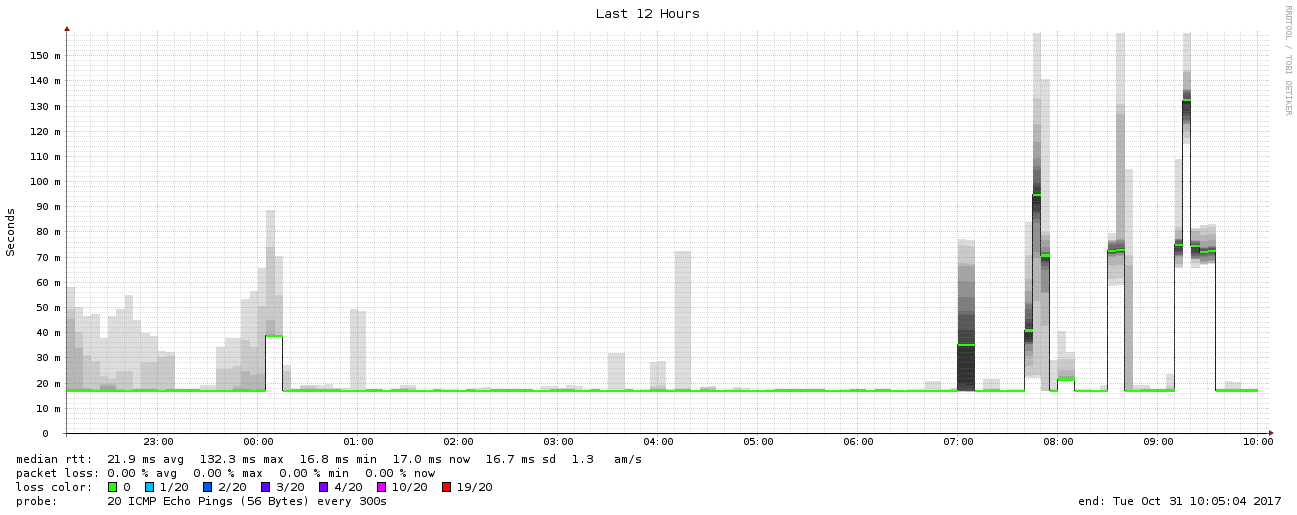 Last 12 Hours
RRDTOOL / TOBI OETIKER
Seconds
150 m
140 m
130 m
120 m
110 m
100 m
90 m
80 m
70 m
60 m
50 m
40 m
30 m
20 m
10 m
0
23:00 00:00 01:00 02:00 03:00 04:00 05:00 06:00 07:00 08:00 09:00 10:00
median rtt: 21.9 ms avg 132.3 ms max 16.8 ms min 17.0 ms now 16.7 ms sd 1.3 am/s
packet loss: 0.00 % avg 0.00 % max 0.00 % min 0.00 % now
loss color: 0 1/20 2/20 3/20 4/20 10/20 19/20
probe: 20 ICMP Echo Pings (56 Bytes) every 300s end: Tue Oct 31 10:05:04 2017